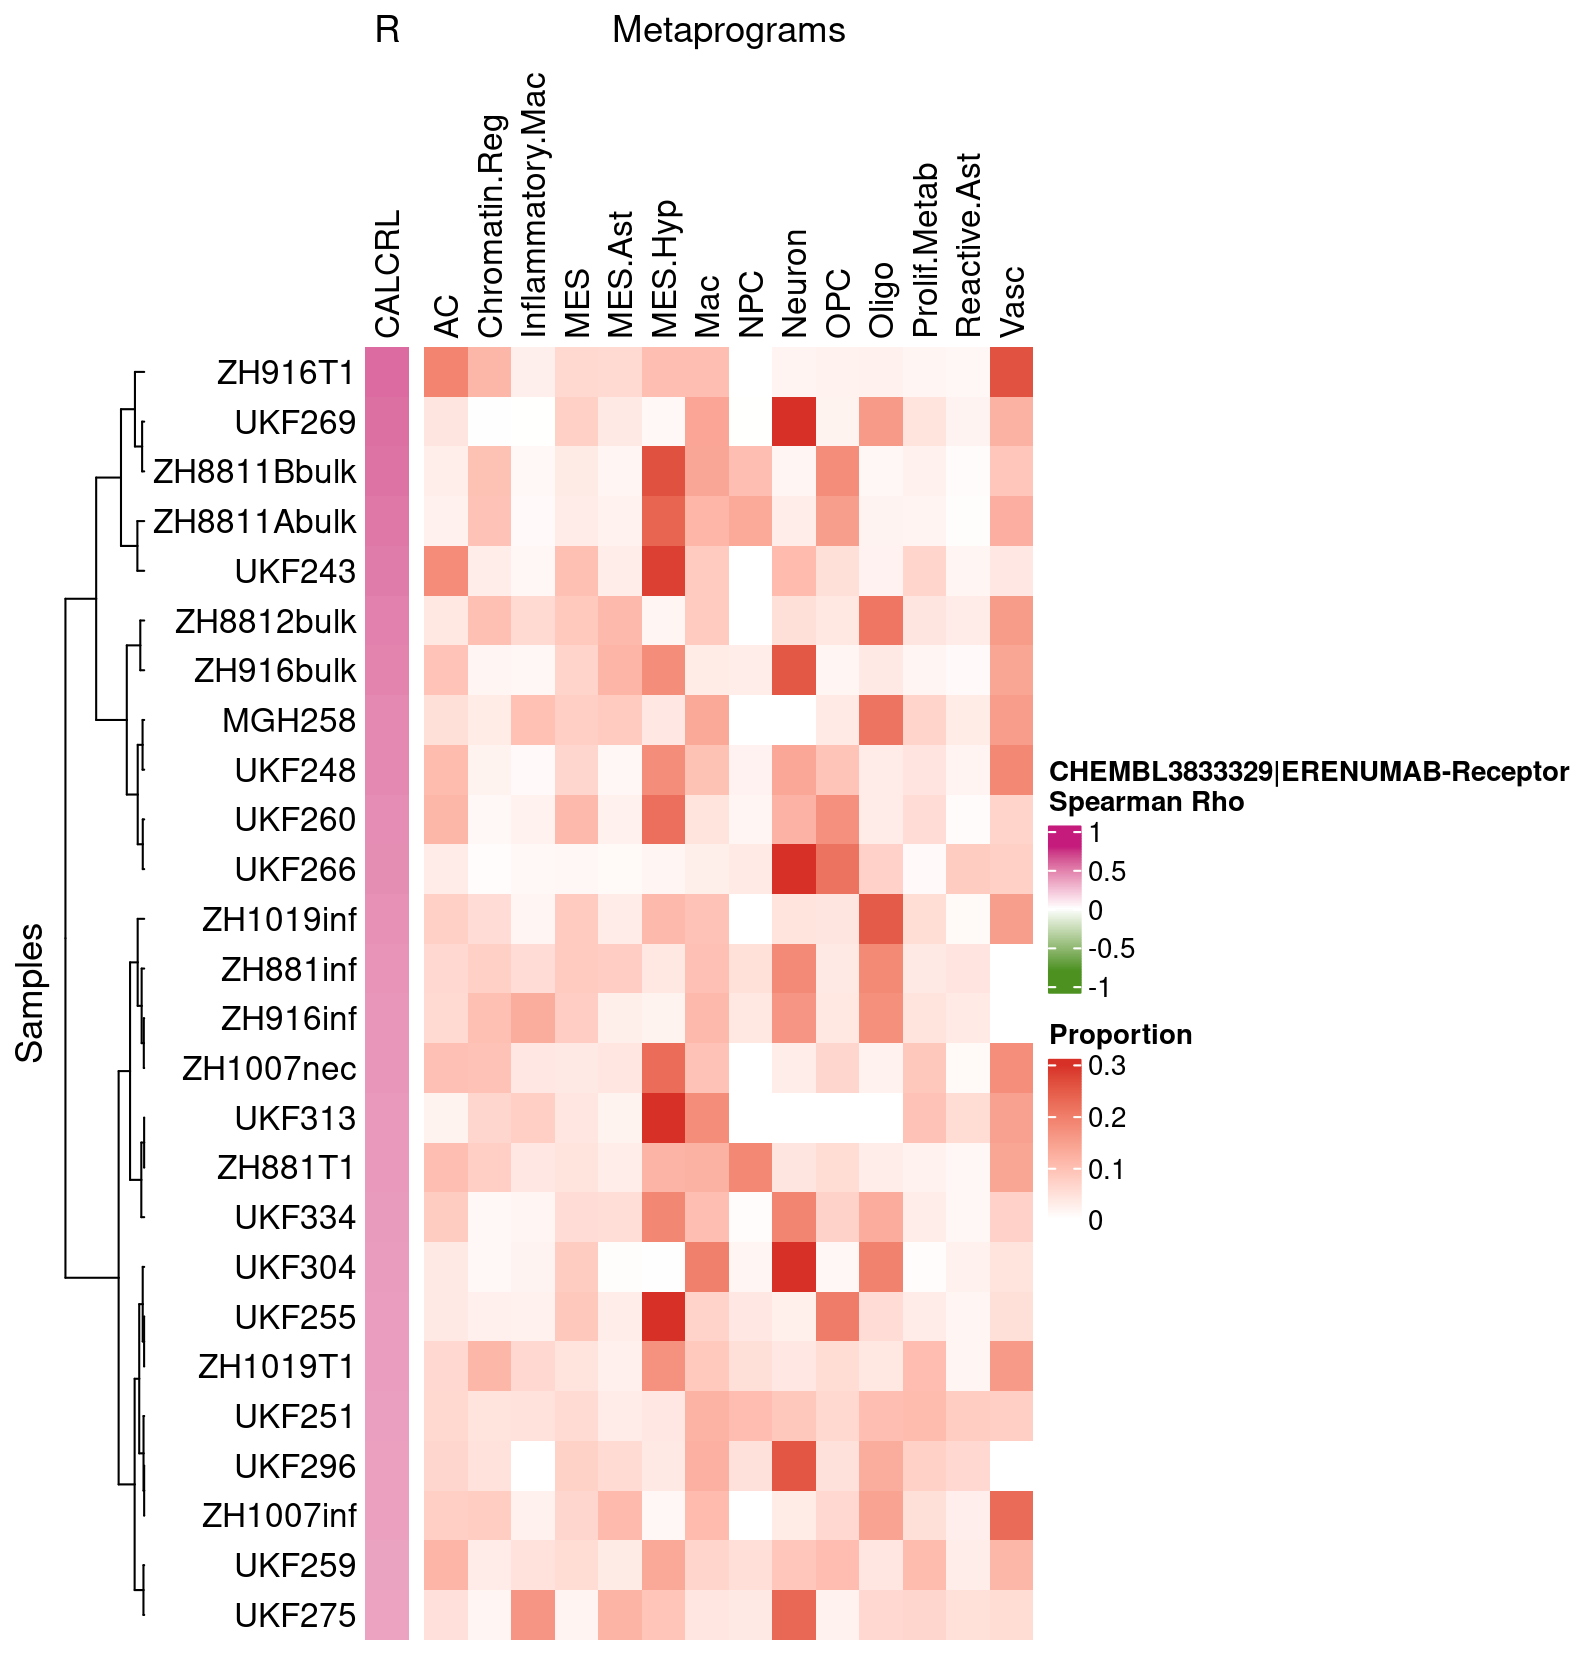 R
Metaprograms
CALCRL
AC
Chromatin.Reg
Inflammatory.Mac
MES
MES.Ast
MES.Hyp
Mac
NPC
Neuron
OPC
Oligo
Prolif.Metab
Reactive.Ast
Vasc
Samples
ZH916T1
UKF269
ZH8811Bbulk
ZH8811Abulk
UKF243
ZH8812bulk
ZH916bulk
MGH258
UKF248
UKF260
UKF266
ZH1019inf
ZH881inf
ZH916inf
ZH1007nec
UKF313
ZH881T1
UKF334
UKF304
UKF255
ZH1019T1
UKF251
UKF296
ZH1007inf
UKF259
UKF275
CHEMBL3833329|ERENUMAB-Receptor
Spearman Rho
1
0.5
0
-0.5
-1
Proportion
0.3
0.2
0.1
0